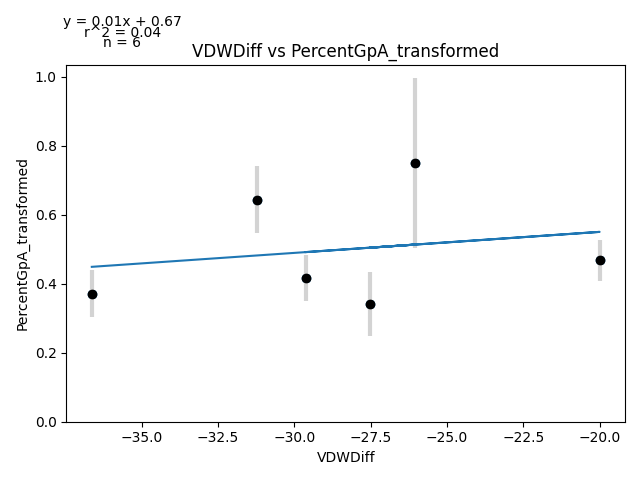 y = 0.01x + 0.67
r^2 = 0.04
n = 6
VDWDiff vs PercentGpA_transformed
1.0
0.8
0.6
0.4
0.2
0.0
PercentGpA_transformed
−35.0 −32.5 −30.0 −27.5 −25.0 −22.5 −20.0
VDWDiff